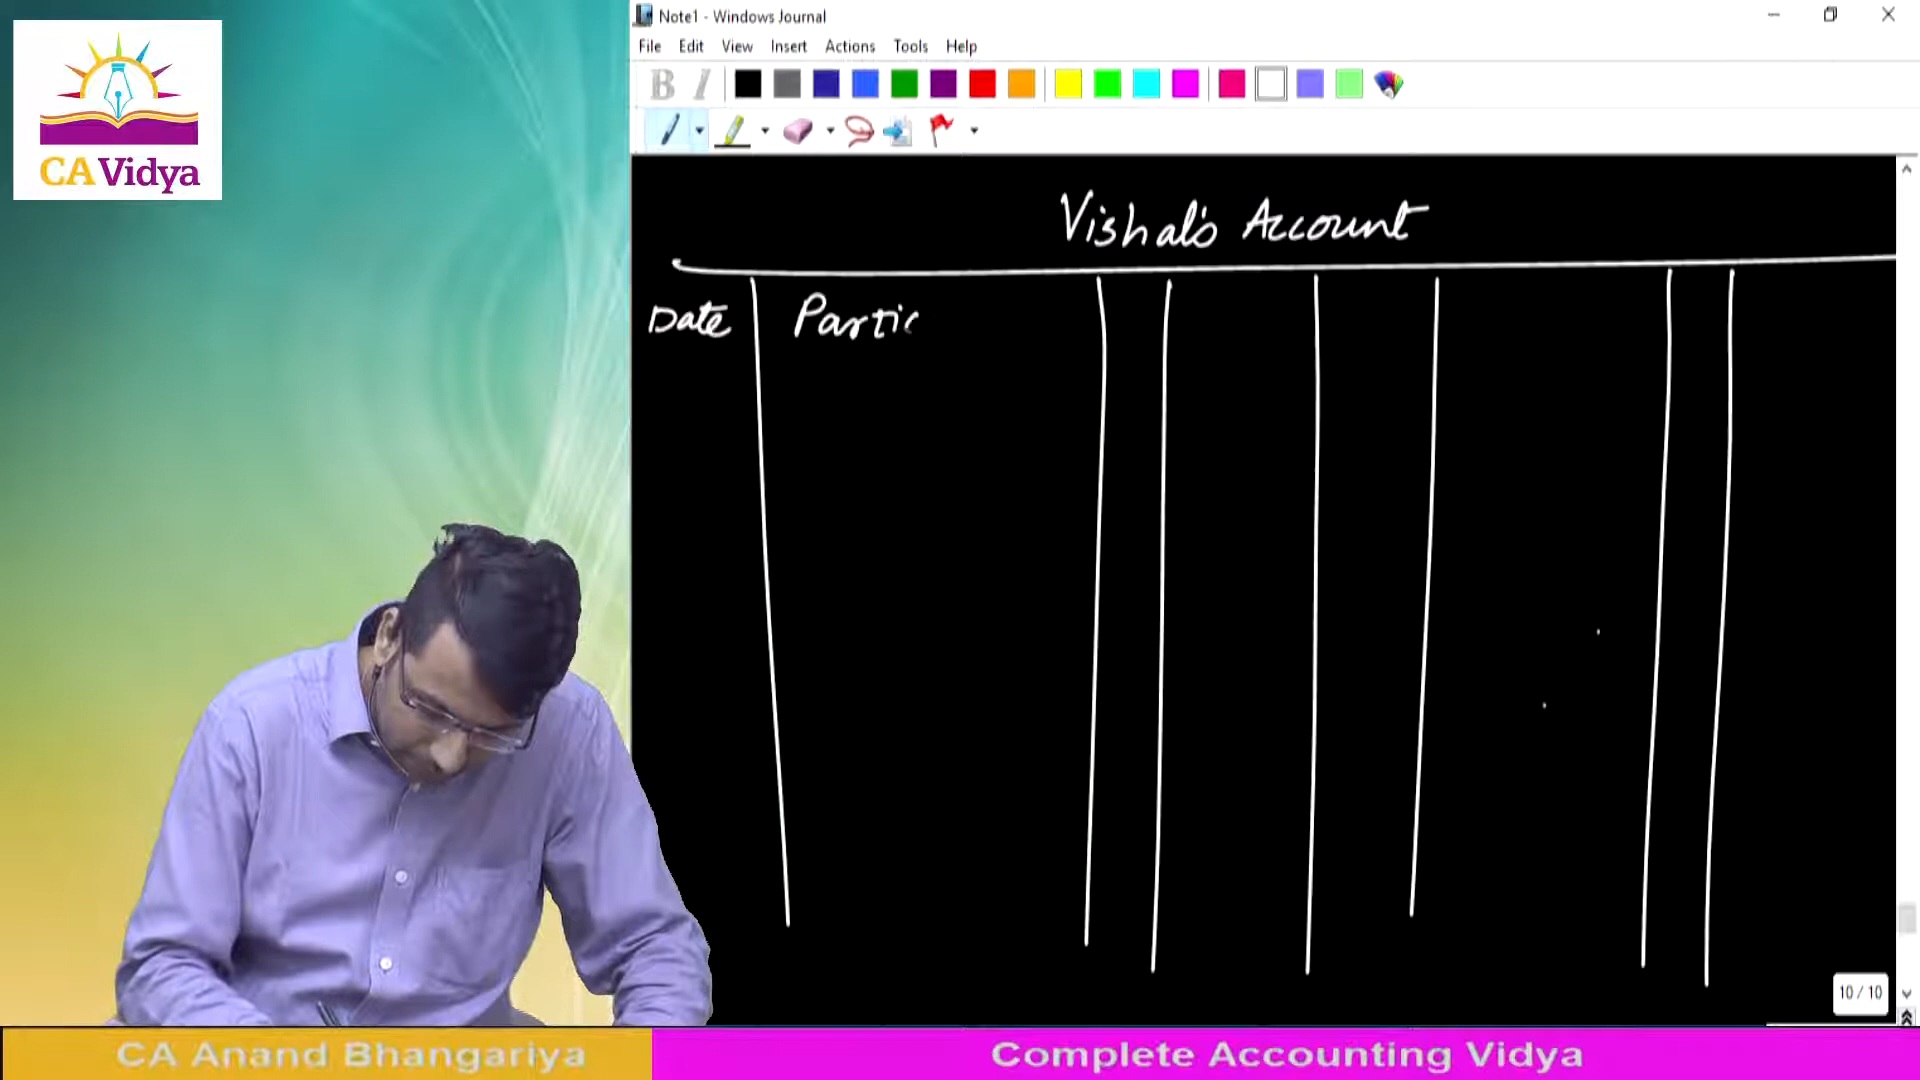 CA Vidya
Note1 - Windows Journal
File Edit View Insert Actions Tools Help
B I
Vishal's Account
Date Partic
10 / 10
CA Anand Bhangariya
Complete Accounting Vidya